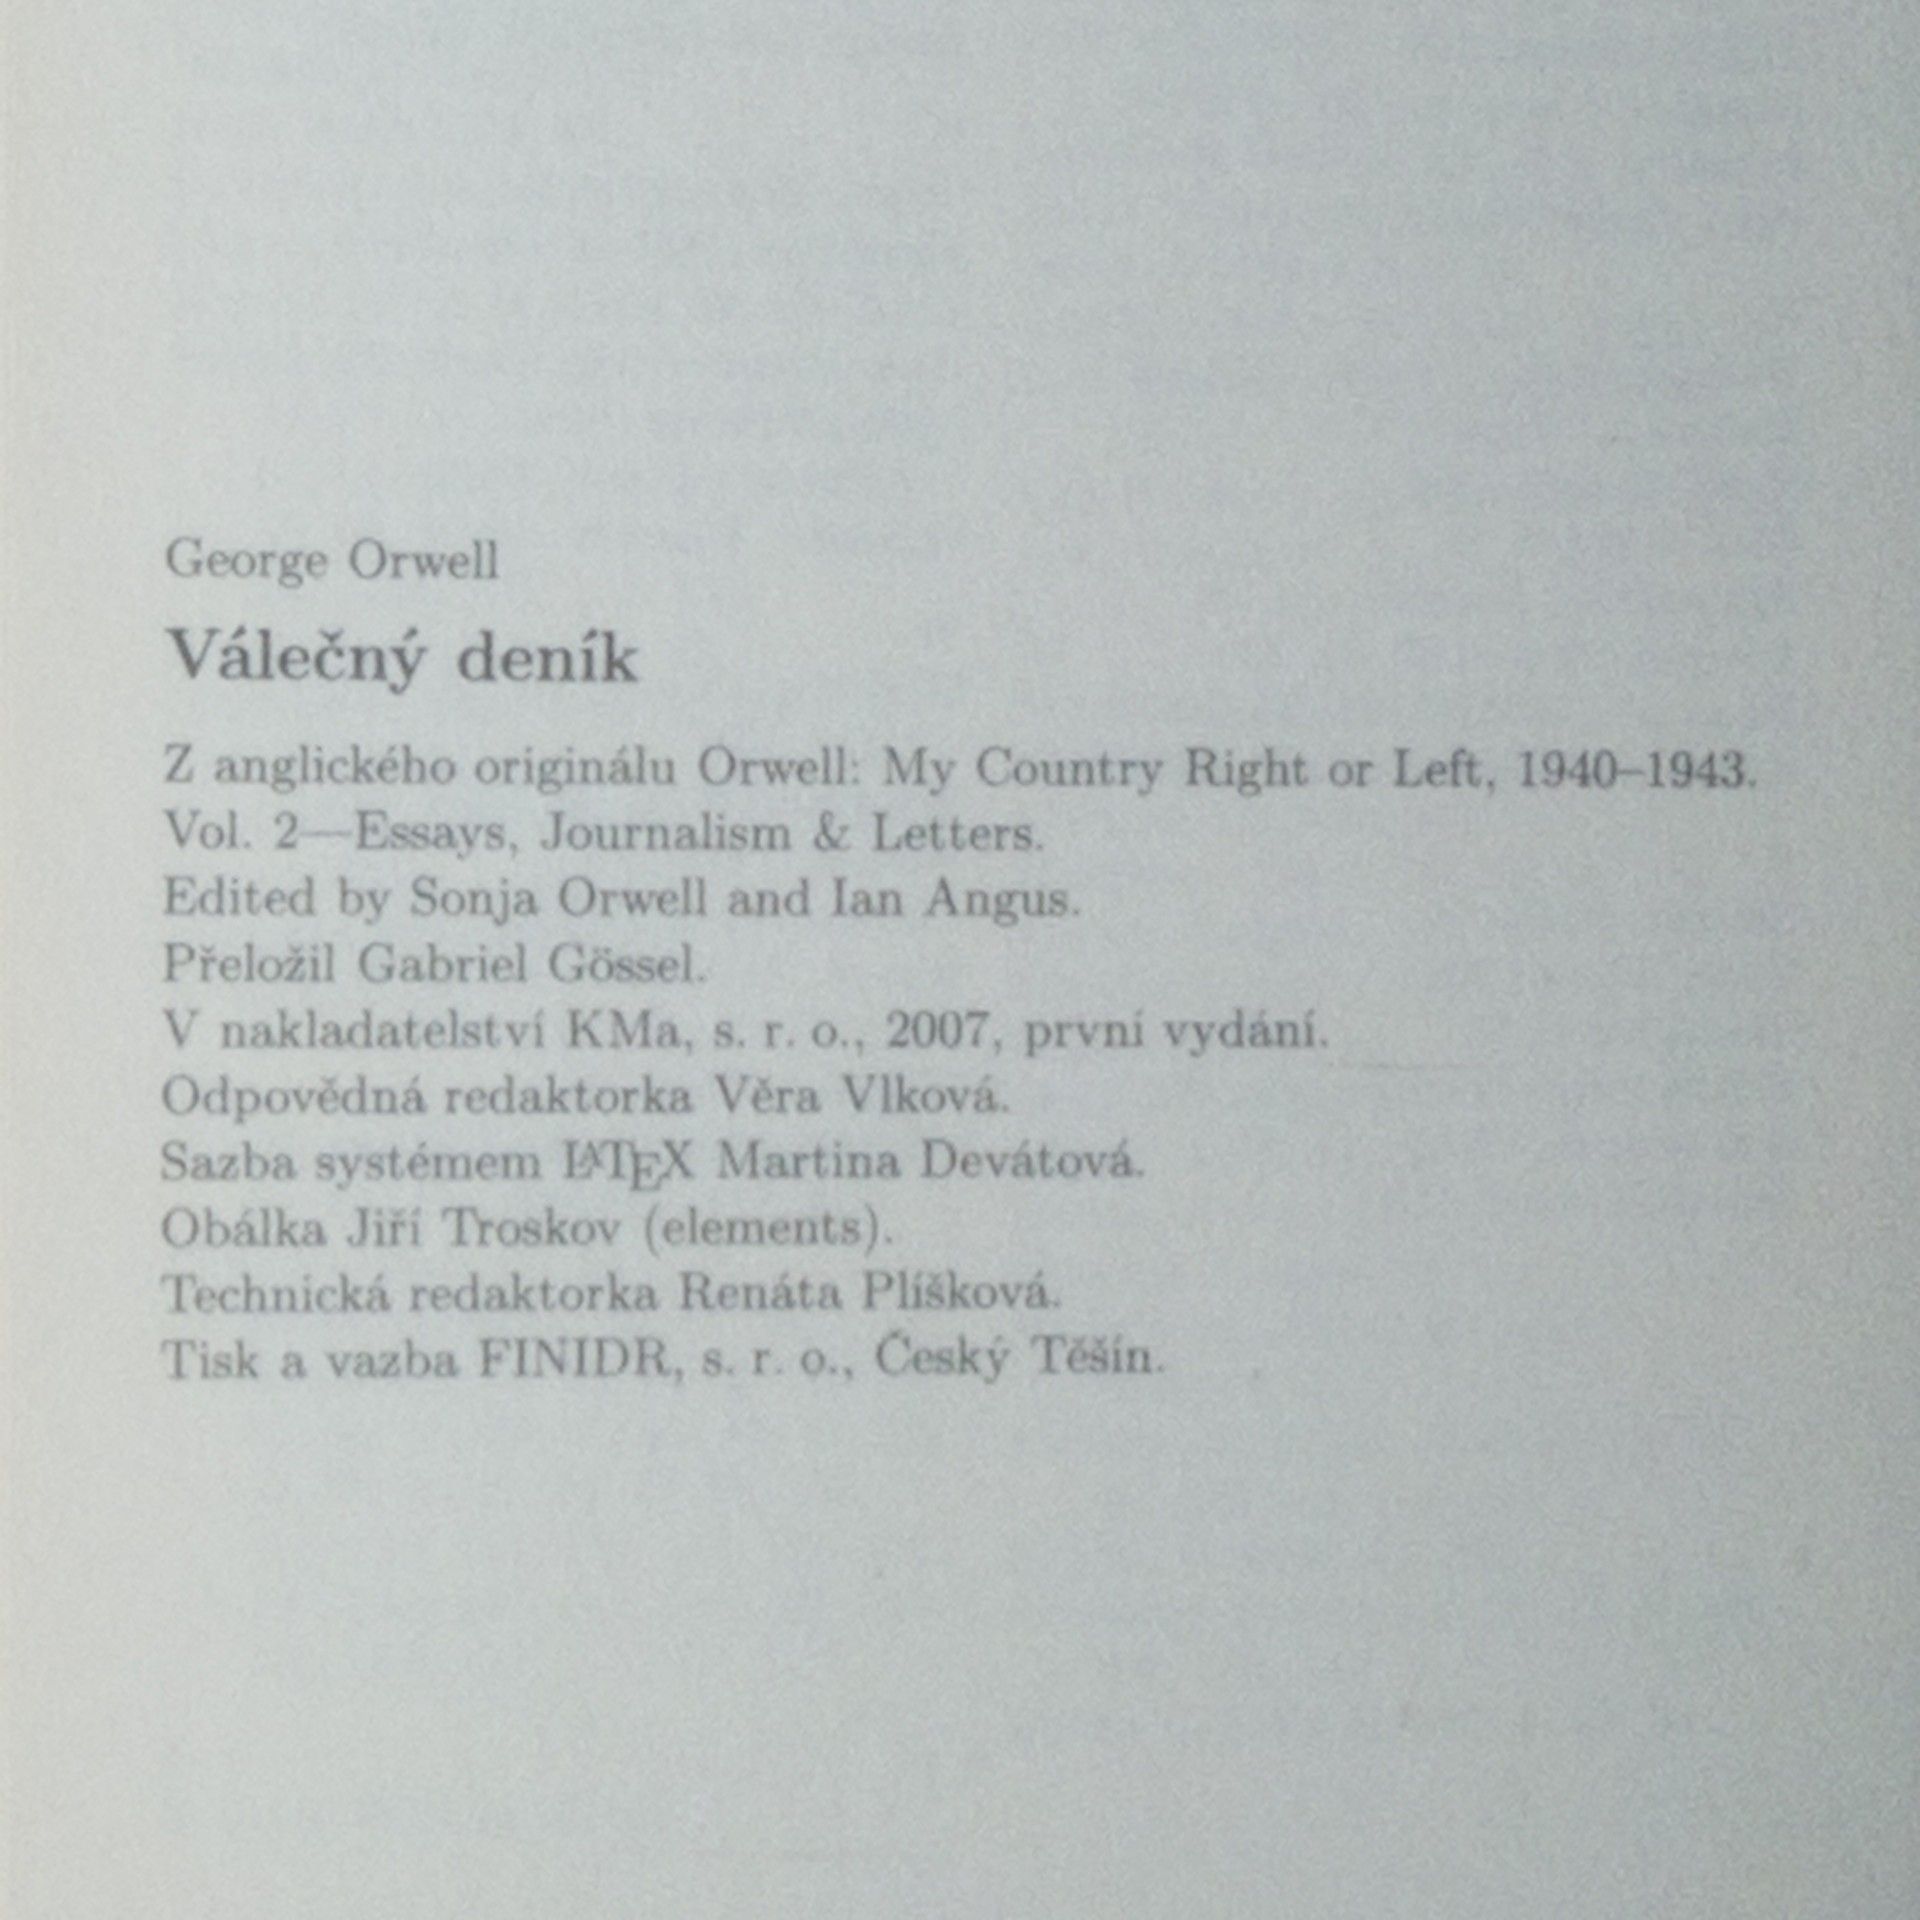 George Orwell
Válečný deník
Z anglického originálu Orwell: My Country Right or Left, 1940–1943.
Vol. 2—Essays, Journalism & Letters.
Edited by Sonja Orwell and Ian Angus.
Přeložil Gabriel Gössel.
V nakladatelství KMa, s. r. o., 2007, první vydání.
Odpovědná redaktorka Věra Vlková.
Sazba systémem LATEX Martina Devátová.
Obálka Jiří Troskov (elements).
Technická redaktorka Renáta Plíšková.
Tisk a vazba FINIDR, s. r. o., Český Těšín.